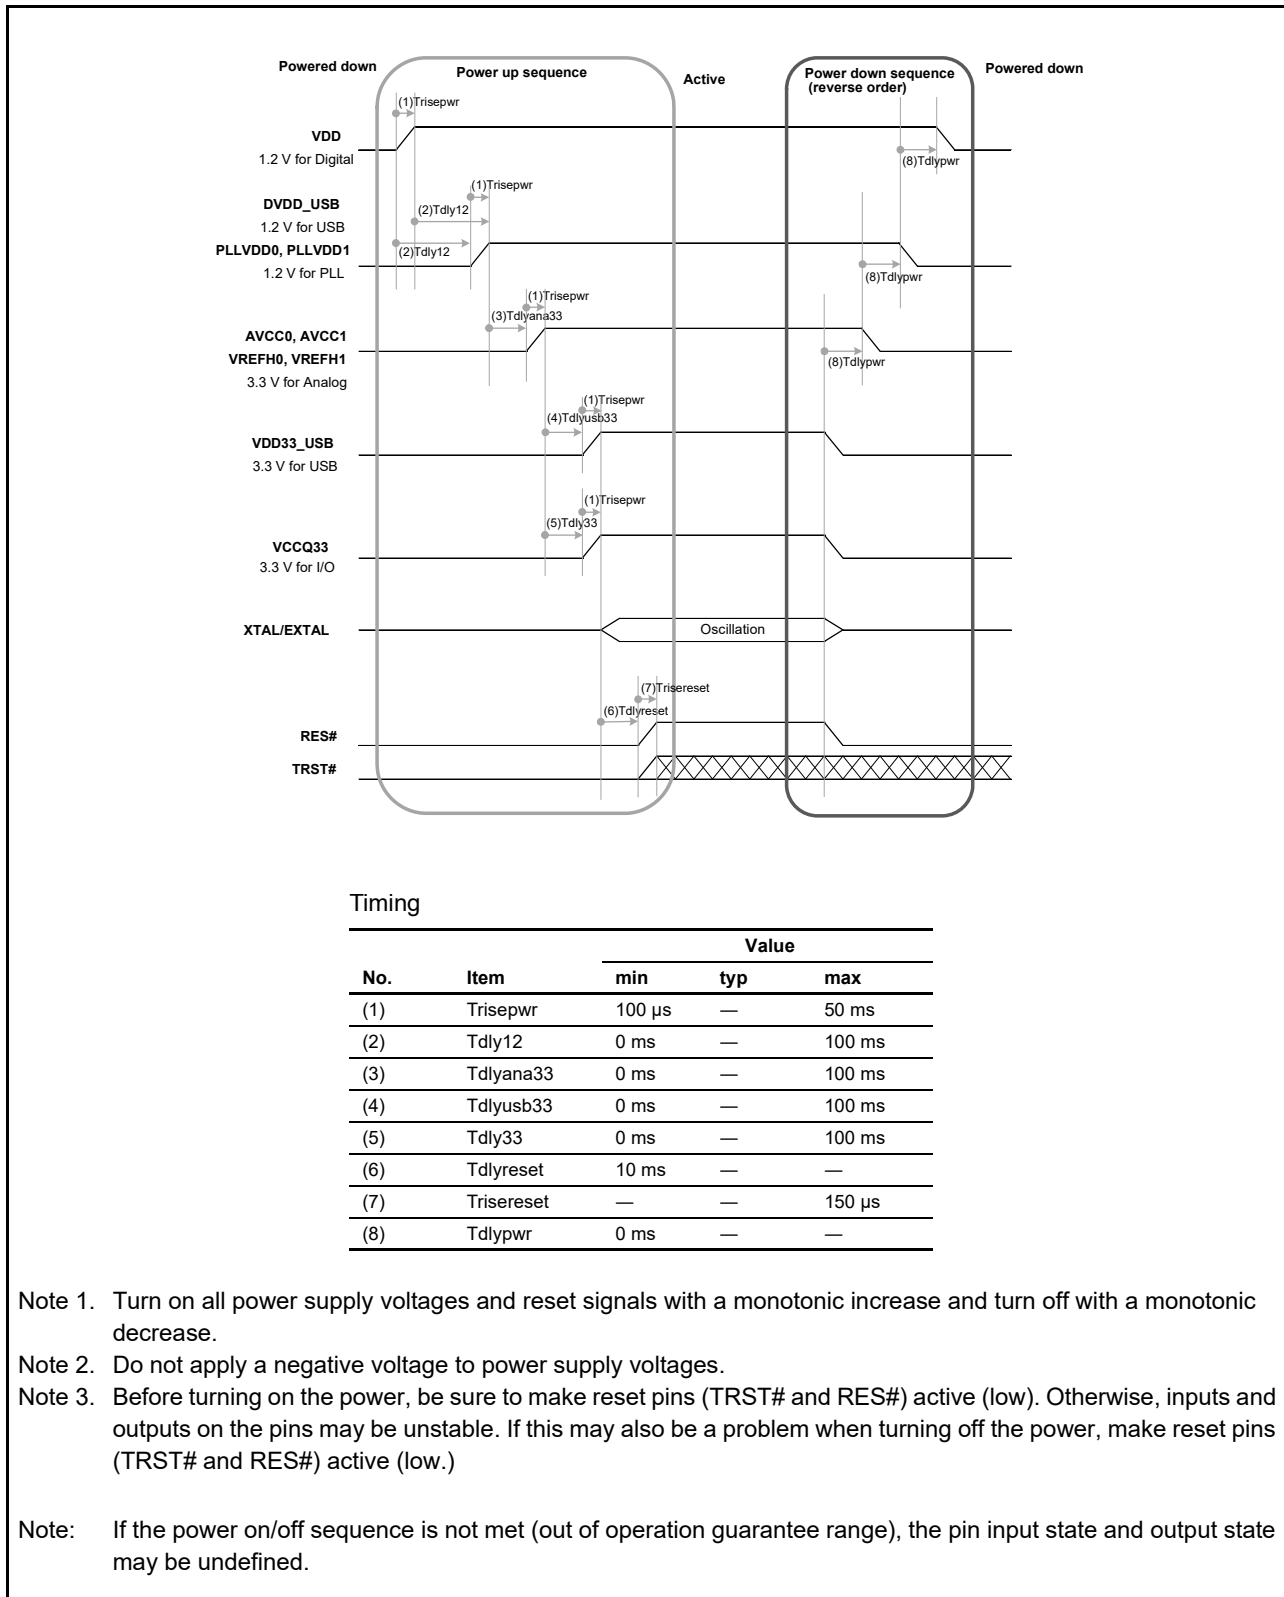 Powered down
Power up sequence
Active
Power down sequence
(reverse order)
Powered down
(1)Trisepwr
VDD
1.2 V for Digital
(8)Tdlypwr
(1)Trisepwr
DVDD_USB
(2)Tdly12
1.2 V for USB
PLLVDD0, PLLVDD1
(2)Tdly12
1.2 V for PLL
(8)Tdlypwr
(1)Trisepwr
(3)Tdlyana33
AVCC0, AVCC1
VREFH0, VREFH1
(8)Tdlypwr
3.3 V for Analog
(1)Trisepwr
(4)Tdlyusb33
VDD33_USB
3.3 V for USB
(1)Trisepwr
(5)Tdly33
VCCQ33
3.3 V for I/O
XTAL/EXTAL
Oscillation
(7)Trisereset
(6)Tdlyreset
RES#
TRST#
Timing
Value
No. Item min typ max
(1) Trisepwr 100 µs — 50 ms
(2) Tdly12 0 ms — 100 ms
(3) Tdlyana33 0 ms — 100 ms
(4) Tdlyusb33 0 ms — 100 ms
(5) Tdly33 0 ms — 100 ms
(6) Tdlyreset 10 ms — —
(7) Trisereset — — 150 µs
(8) Tdlypwr 0 ms — —
Note 1. Turn on all power supply voltages and reset signals with a monotonic increase and turn off with a monotonic
decrease.
Note 2. Do not apply a negative voltage to power supply voltages.
Note 3. Before turning on the power, be sure to make reset pins (TRST# and RES#) active (low). Otherwise, inputs and
outputs on the pins may be unstable. If this may also be a problem when turning off the power, make reset pins
(TRST# and RES#) active (low.)
Note: If the power on/off sequence is not met (out of operation guarantee range), the pin input state and output state
may be undefined.